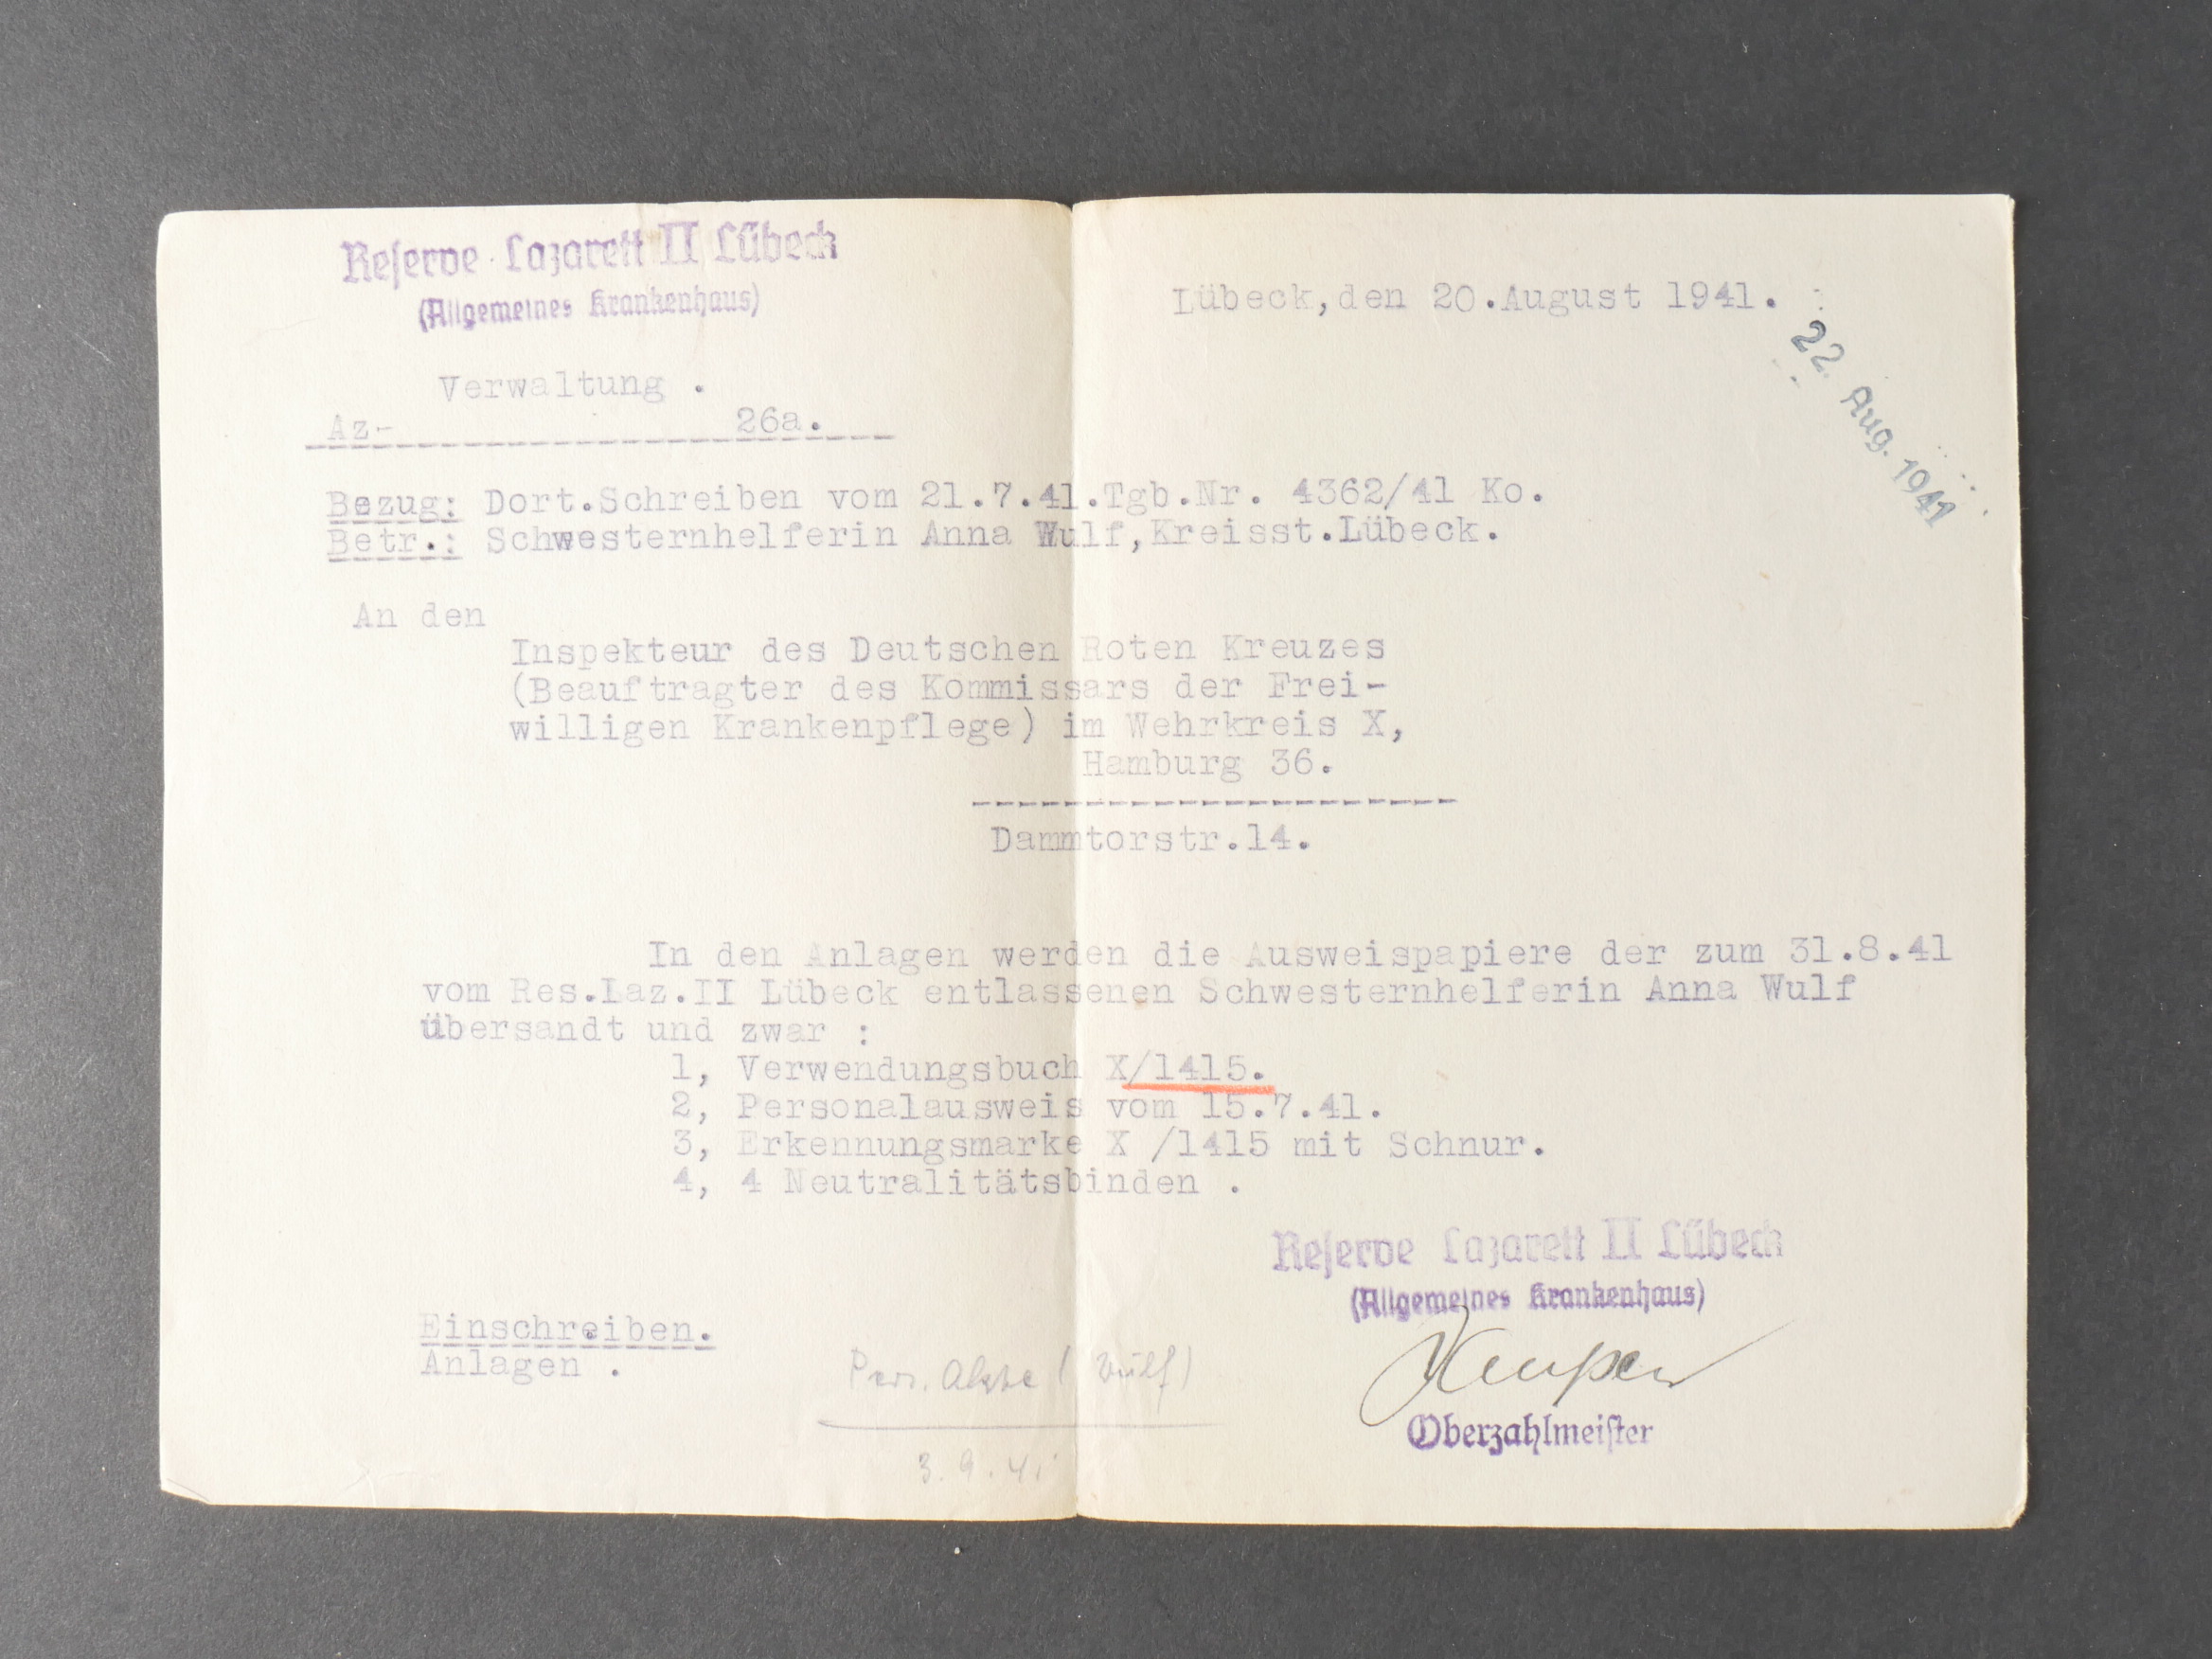 Reserve Lazarett II Lübeck
(Allgemeines Krankenhaus)
Lübeck,den 20.August 1941.
22. Aug. 1941
Verwaltung .
Az- 26a.
Bezug: Dort.Schreiben vom 21.7.41.Tgb.Nr. 4362/41 Ko.
Betr.: Schwesternhelferin Anna Wulf,Kreisst.Lübeck.
An den
Inspekteur des Deutschen Roten Kreuzes
(Beauftragter des Kommissars der Frei-
willigen Krankenpflege) im Wehrkreis X,
Hamburg 36.
Dammtorstr.14.
In den Anlagen werden die Ausweispapiere der zum 31.8.41
vom Res.Laz.II Lübeck entlassenen Schwesternhelferin Anna Wulf
übersandt und zwar :
1, Verwendungsbuch X/1415.
2, Personalausweis vom 15.7.41.
3, Erkennungsmarke X /1415 mit Schnur.
4, 4 Neutralitätsbinden .
Reserve Lazarett II Lübeck
(Allgemeines Krankenhaus)
Einschreiben.
Anlagen .
Pers. Akte (Wulf)
Oberzahlmeister
3.9.41